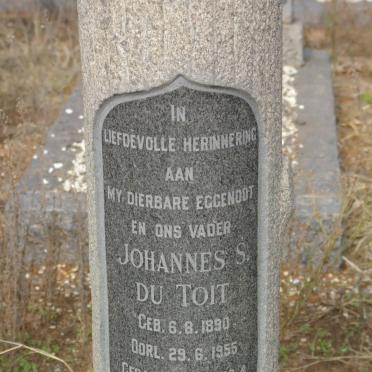 IN
LIEFDEVOLLE HERINNERING
AAN
MY DIERBARE EGGENOOT
EN ONS VADER
JOHANNES S.
DU TOIT
GEB. 6. 8. 1890
OORL. 29. 6. 1955